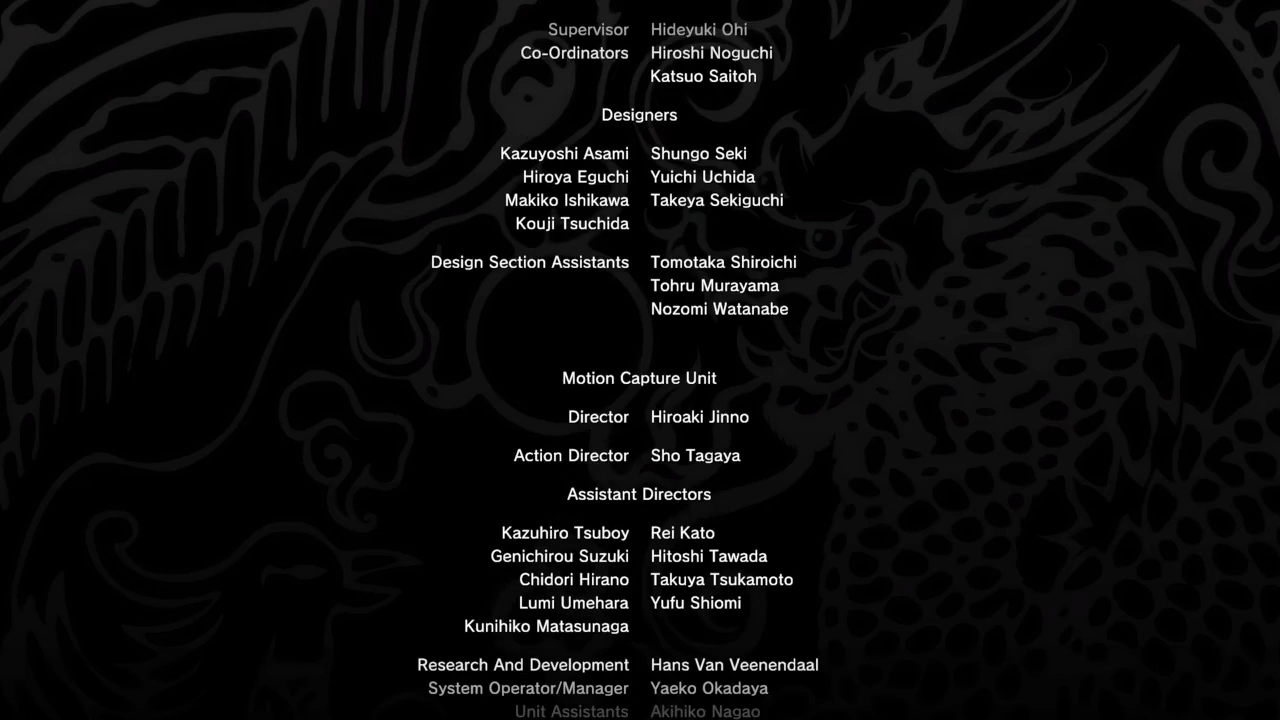 Supervisor Hideyuki Ohi
Co-Ordinators Hiroshi Noguchi
Katsuo Saitoh
Designers
Kazuyoshi Asami Shungo Seki
Hiroya Eguchi Yuichi Uchida
Makiko Ishikawa Takeya Sekiguchi
Kouji Tsuchida
Design Section Assistants Tomotaka Shiroichi
Tohru Murayama
Nozomi Watanabe
Motion Capture Unit
Director Hiroaki Jinno
Action Director Sho Tagaya
Assistant Directors
Kazuhiro Tsuboy Rei Kato
Genichirou Suzuki Hitoshi Tawada
Chidori Hirano Takuya Tsukamoto
Lumi Umehara Yufu Shiomi
Kunihiko Matasunaga
Research And Development Hans Van Veenendaal
System Operator/Manager Yaeko Okadaya
Unit Assistants Akihiko Nagao